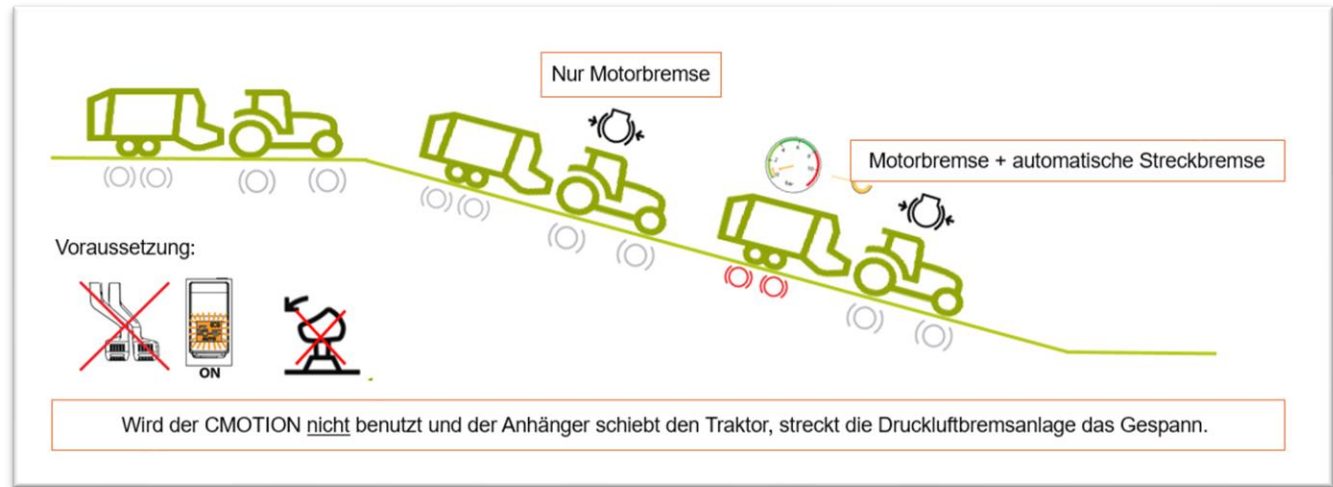 Nur Motorbremse
Motorbremse + automatische Streckbremse
bar
Voraussetzung:
ON
Wird der CMOTION nicht benutzt und der Anhänger schiebt den Traktor, streckt die Druckluftbremsanlage das Gespann.